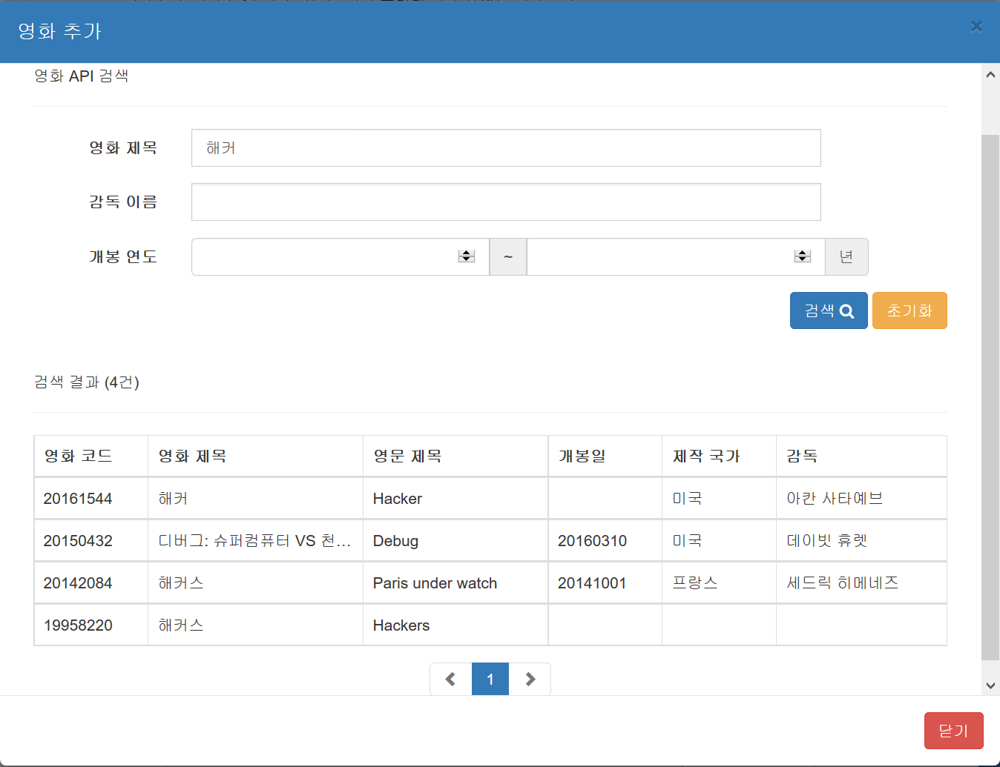 영화 추가
영화 API 검색
영화 제목 해커
감독 이름
개봉 연도 ~ 년
검색 초기화
검색 결과 (4건)
영화 코드 영화 제목 영문 제목 개봉일 제작 국가 감독
20161544 해커 Hacker 미국 아칸 사타예브
20150432 디버그: 슈퍼컴퓨터 VS 천... Debug 20160310 미국 데이빗 휴렛
20142084 해커스 Paris under watch 20141001 프랑스 세드릭 히메네즈
19958220 해커스 Hackers
1
닫기